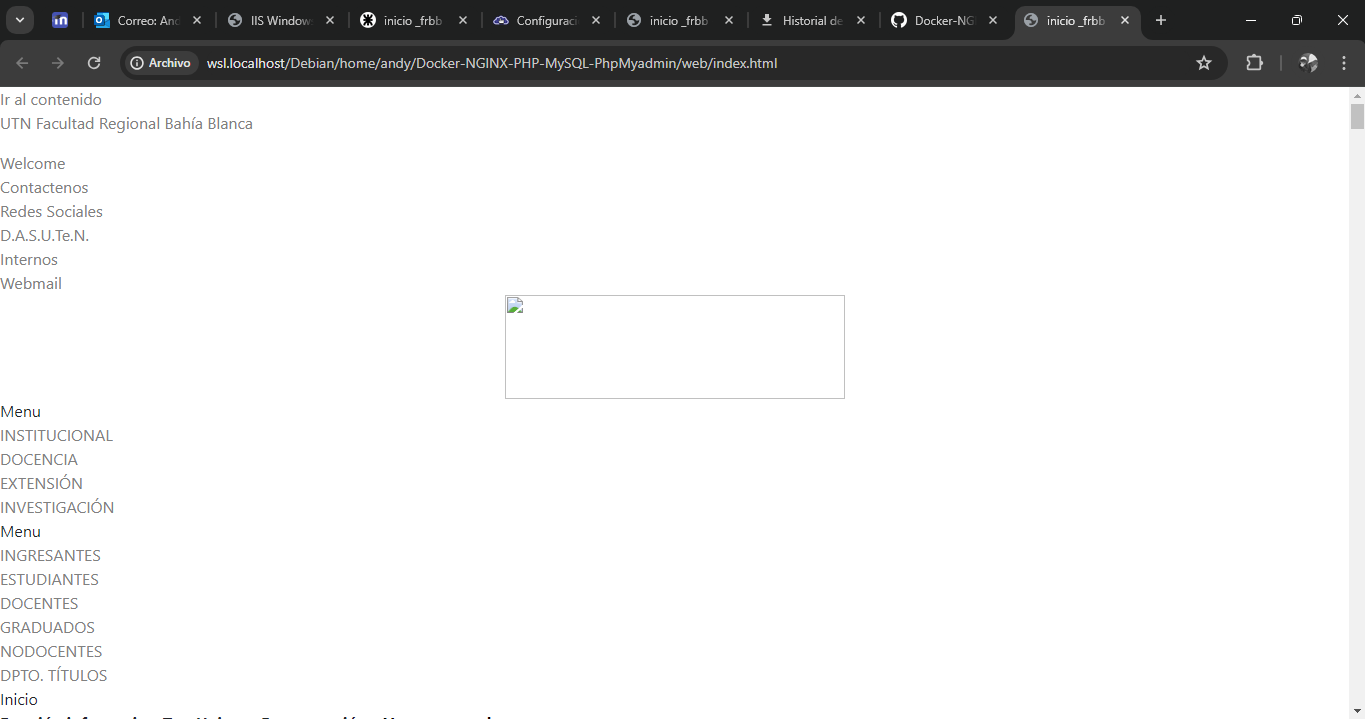 Correo: And
IIS Window
inicio _frbb
Configuraci
inicio _frbb
Historial de
Docker-NG
inicio _frbb
Archivo
wsl.localhost/Debian/home/andy/Docker-NGINX-PHP-MySQL-PhpMyadmin/web/index.html
Ir al contenido
UTN Facultad Regional Bahía Blanca
Welcome
Contactenos
Redes Sociales
D.A.S.U.Te.N.
Internos
Webmail
Menu
INSTITUCIONAL
DOCENCIA
EXTENSIÓN
INVESTIGACIÓN
Menu
INGRESANTES
ESTUDIANTES
DOCENTES
GRADUADOS
NODOCENTES
DPTO. TÍTULOS
Inicio